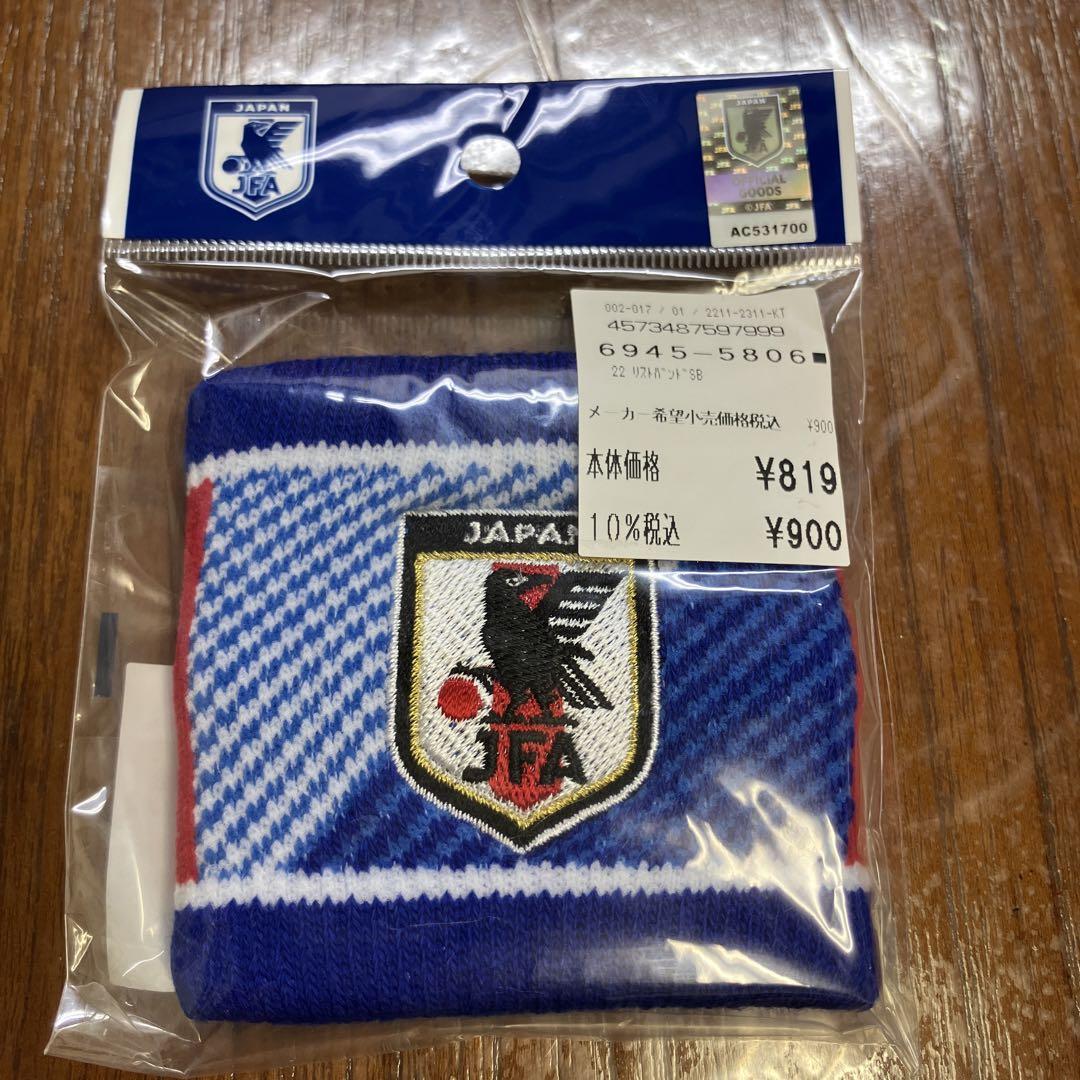 JAPAN
JFA
JAPAN
OFFICIAL
GOODS
©JFA
AC531700
002-017 / 01 / 2211-2311-KT
4573487597999
6945-5806
22 ﾘｽﾄﾊﾞﾝﾄﾞSB
メーカー希望小売価格税込 ¥900
本体価格 ¥819
10%税込 ¥900
JAPAN
JFA